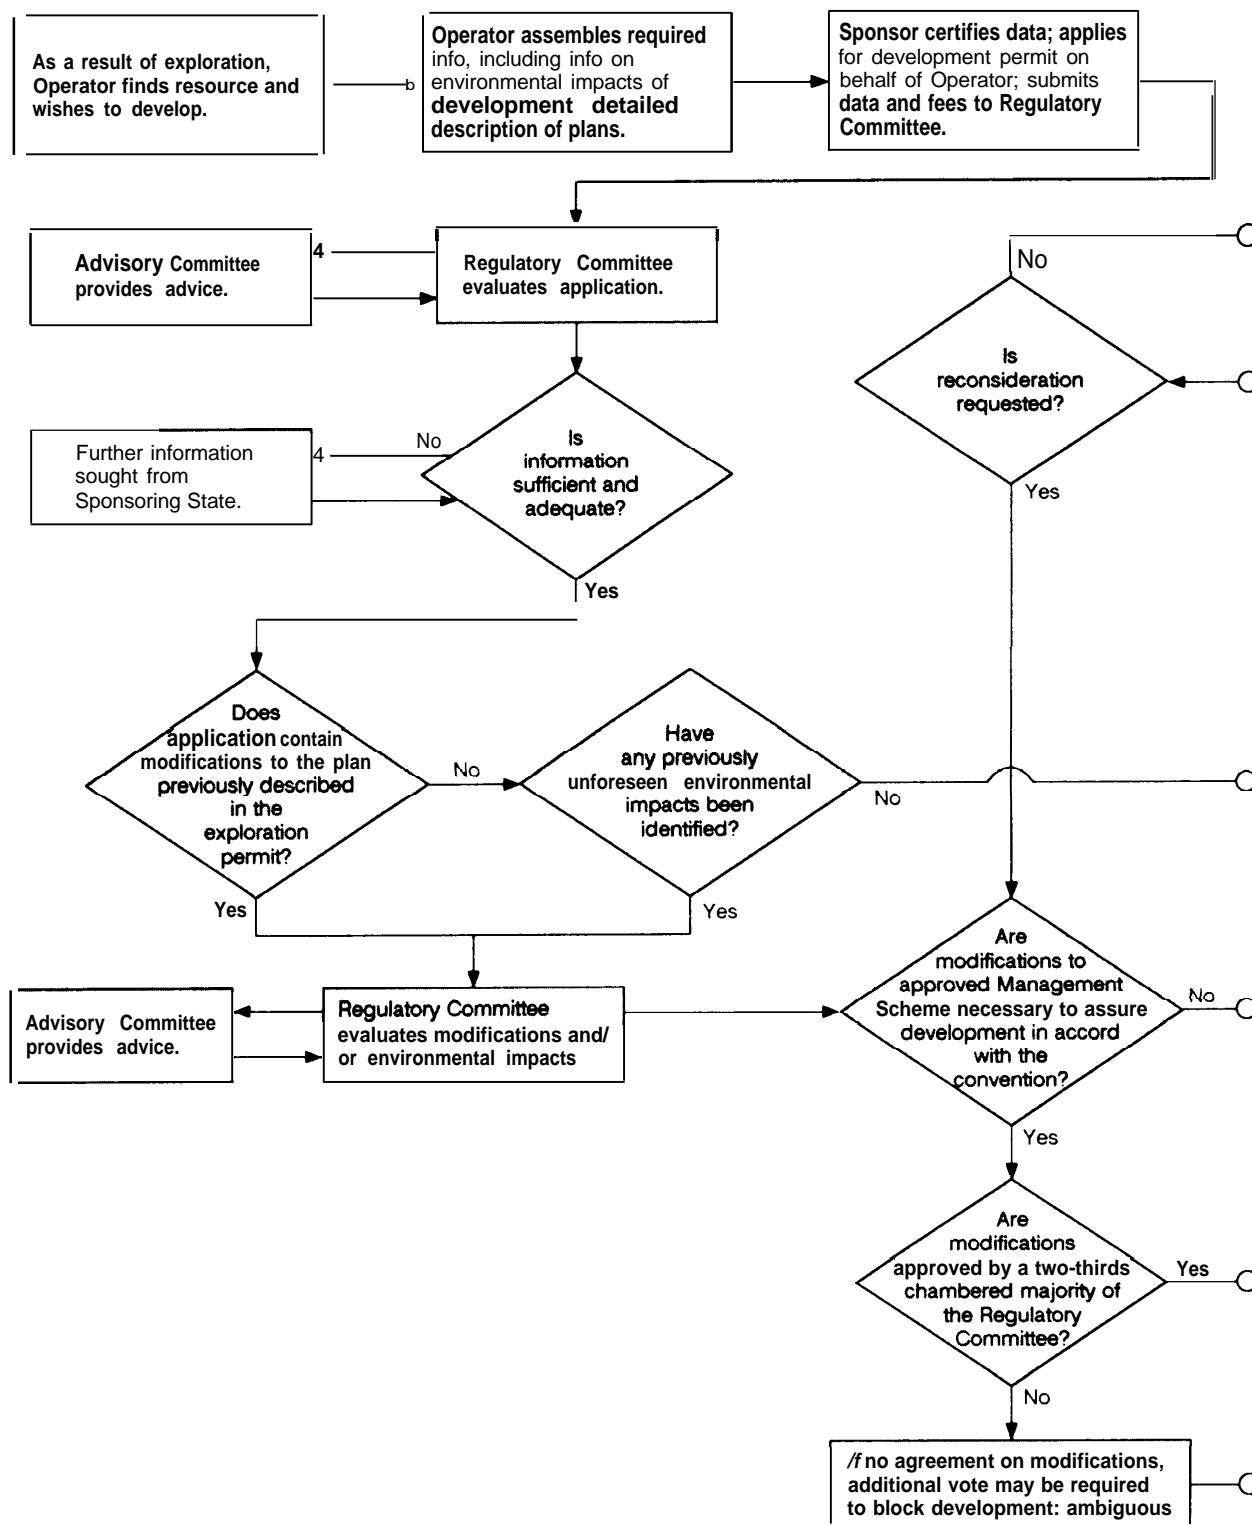 As a result of exploration,
Operator finds resource and
wishes to develop.
b
Operator assembles required
info, including info on
environmental impacts of
development detailed
description of plans.
Sponsor certifies data; applies
for development permit on
behalf of Operator; submits
data and fees to Regulatory
Committee.
Advisory Committee
provides advice.
4
Regulatory Committee
evaluates application.
No
Is
reconsideration
requested?
Yes
Further information
sought from
Sponsoring State.
4
No
Is
information
sufficient and
adequate?
Yes
Does
application contain
modifications to the plan
previously described
in the
exploration
permit?
No
Yes
Have
any previously
unforeseen environmental
impacts been
identified?
No
Yes
Advisory Committee
provides advice.
Regulatory Committee
evaluates modifications and/
or environmental impacts
Are
modifications to
approved Management
Scheme necessary to assure
development in accord
with the
convention?
No
Yes
Are
modifications
approved by a two-thirds
chambered majority of
the Regulatory
Committee?
Yes
No
/f no agreement on modifications,
additional vote may be required
to block development: ambiguous